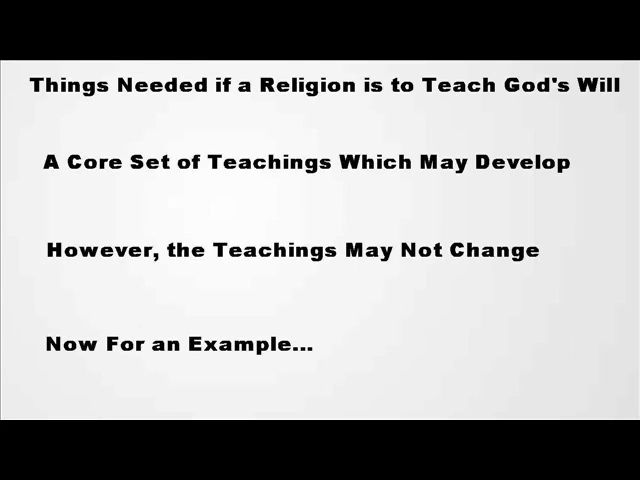 Things Needed if a Religion is to Teach God's Will
A Core Set of Teachings Which May Develop
However, the Teachings May Not Change
Now For an Example...